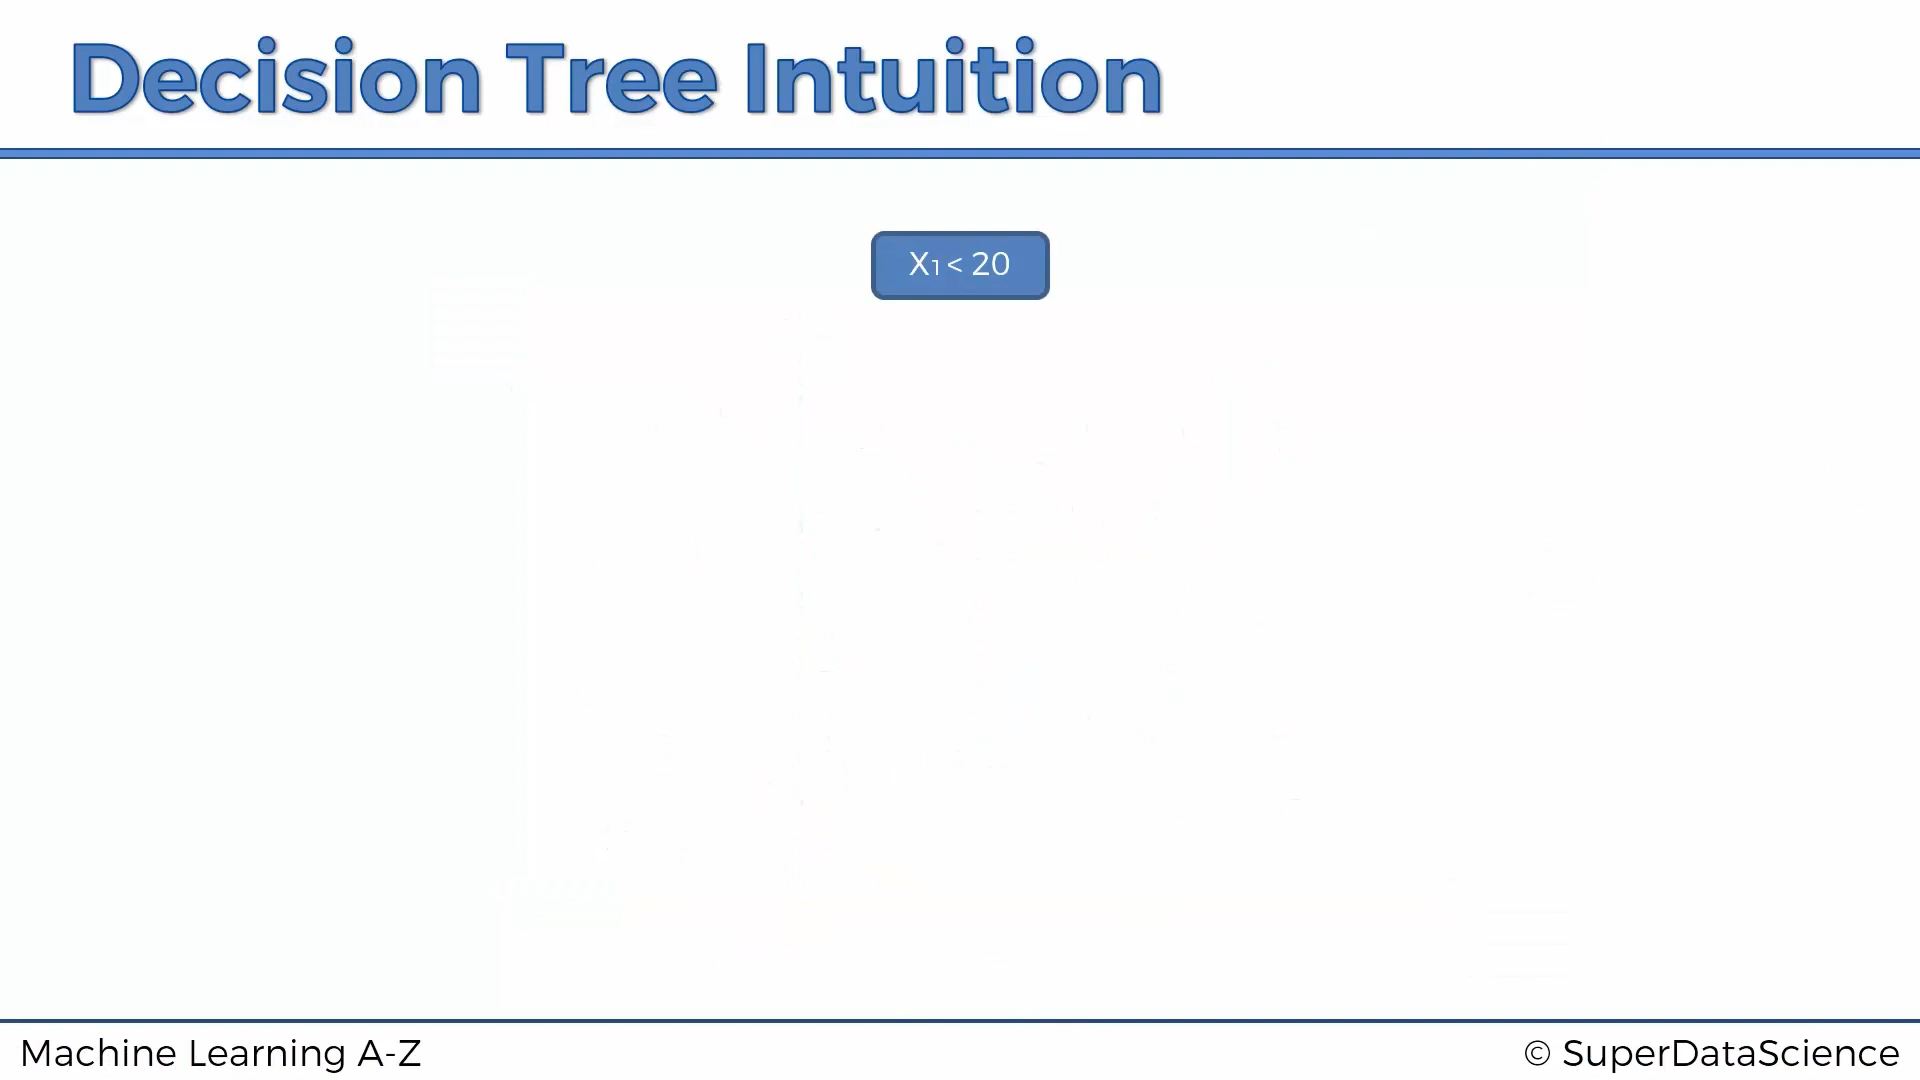 Decision Tree Intuition
X₁ < 20
Machine Learning A-Z
© SuperDataScience